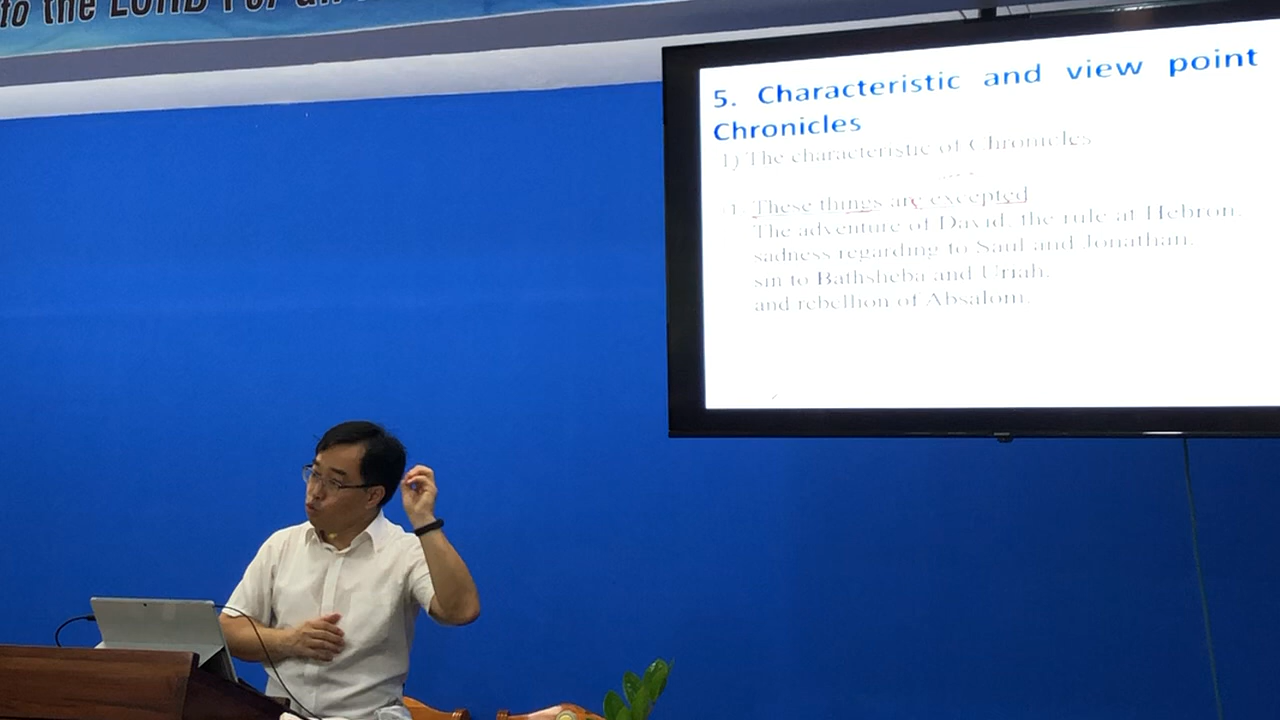 to the LORD For an
5. Characteristic and view point
Chronicles
1) The characteristic of Chronicles
These things are excepted
The adventure of David, the rule at Hebron,
sadness regarding to Saul and Jonathan,
sin to Bathsheba and Uriah,
and rebellion of Absalom.